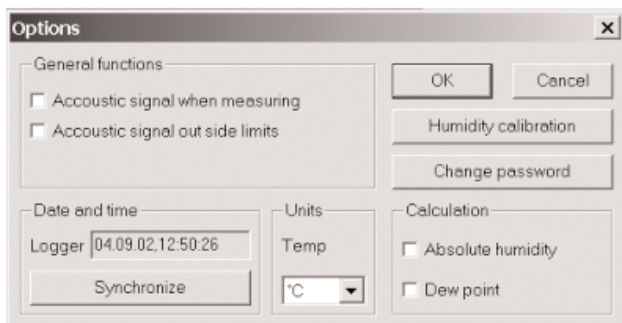 Options
General functions
Accoustic signal when measuring
Accoustic signal out side limits
OK
Cancel
Humidity calibration
Change password
Date and time
Logger 04.09.02,12:50:26
Synchronize
Units
Temp
°C
Calculation
Absolute humidity
Dew point